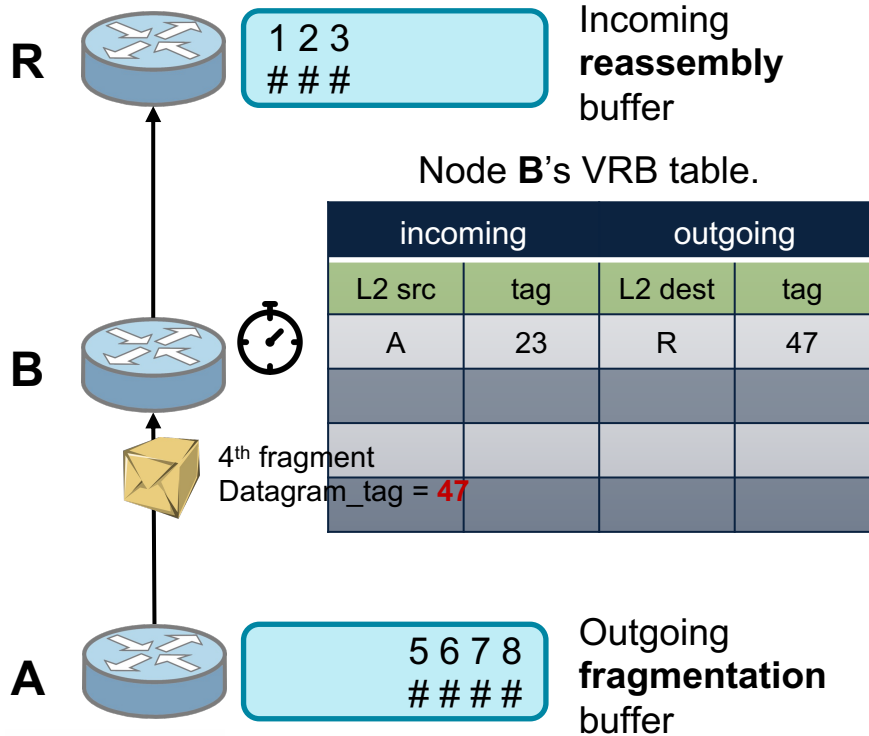 R
1 2 3
# # #
Incoming
reassembly
buffer
Node B's VRB table.
incoming outgoing
L2 src tag L2 dest tag
A 23 R 47
B
4th fragment
Datagram_tag = 47
A
5 6 7 8
# # # #
Outgoing
fragmentation
buffer